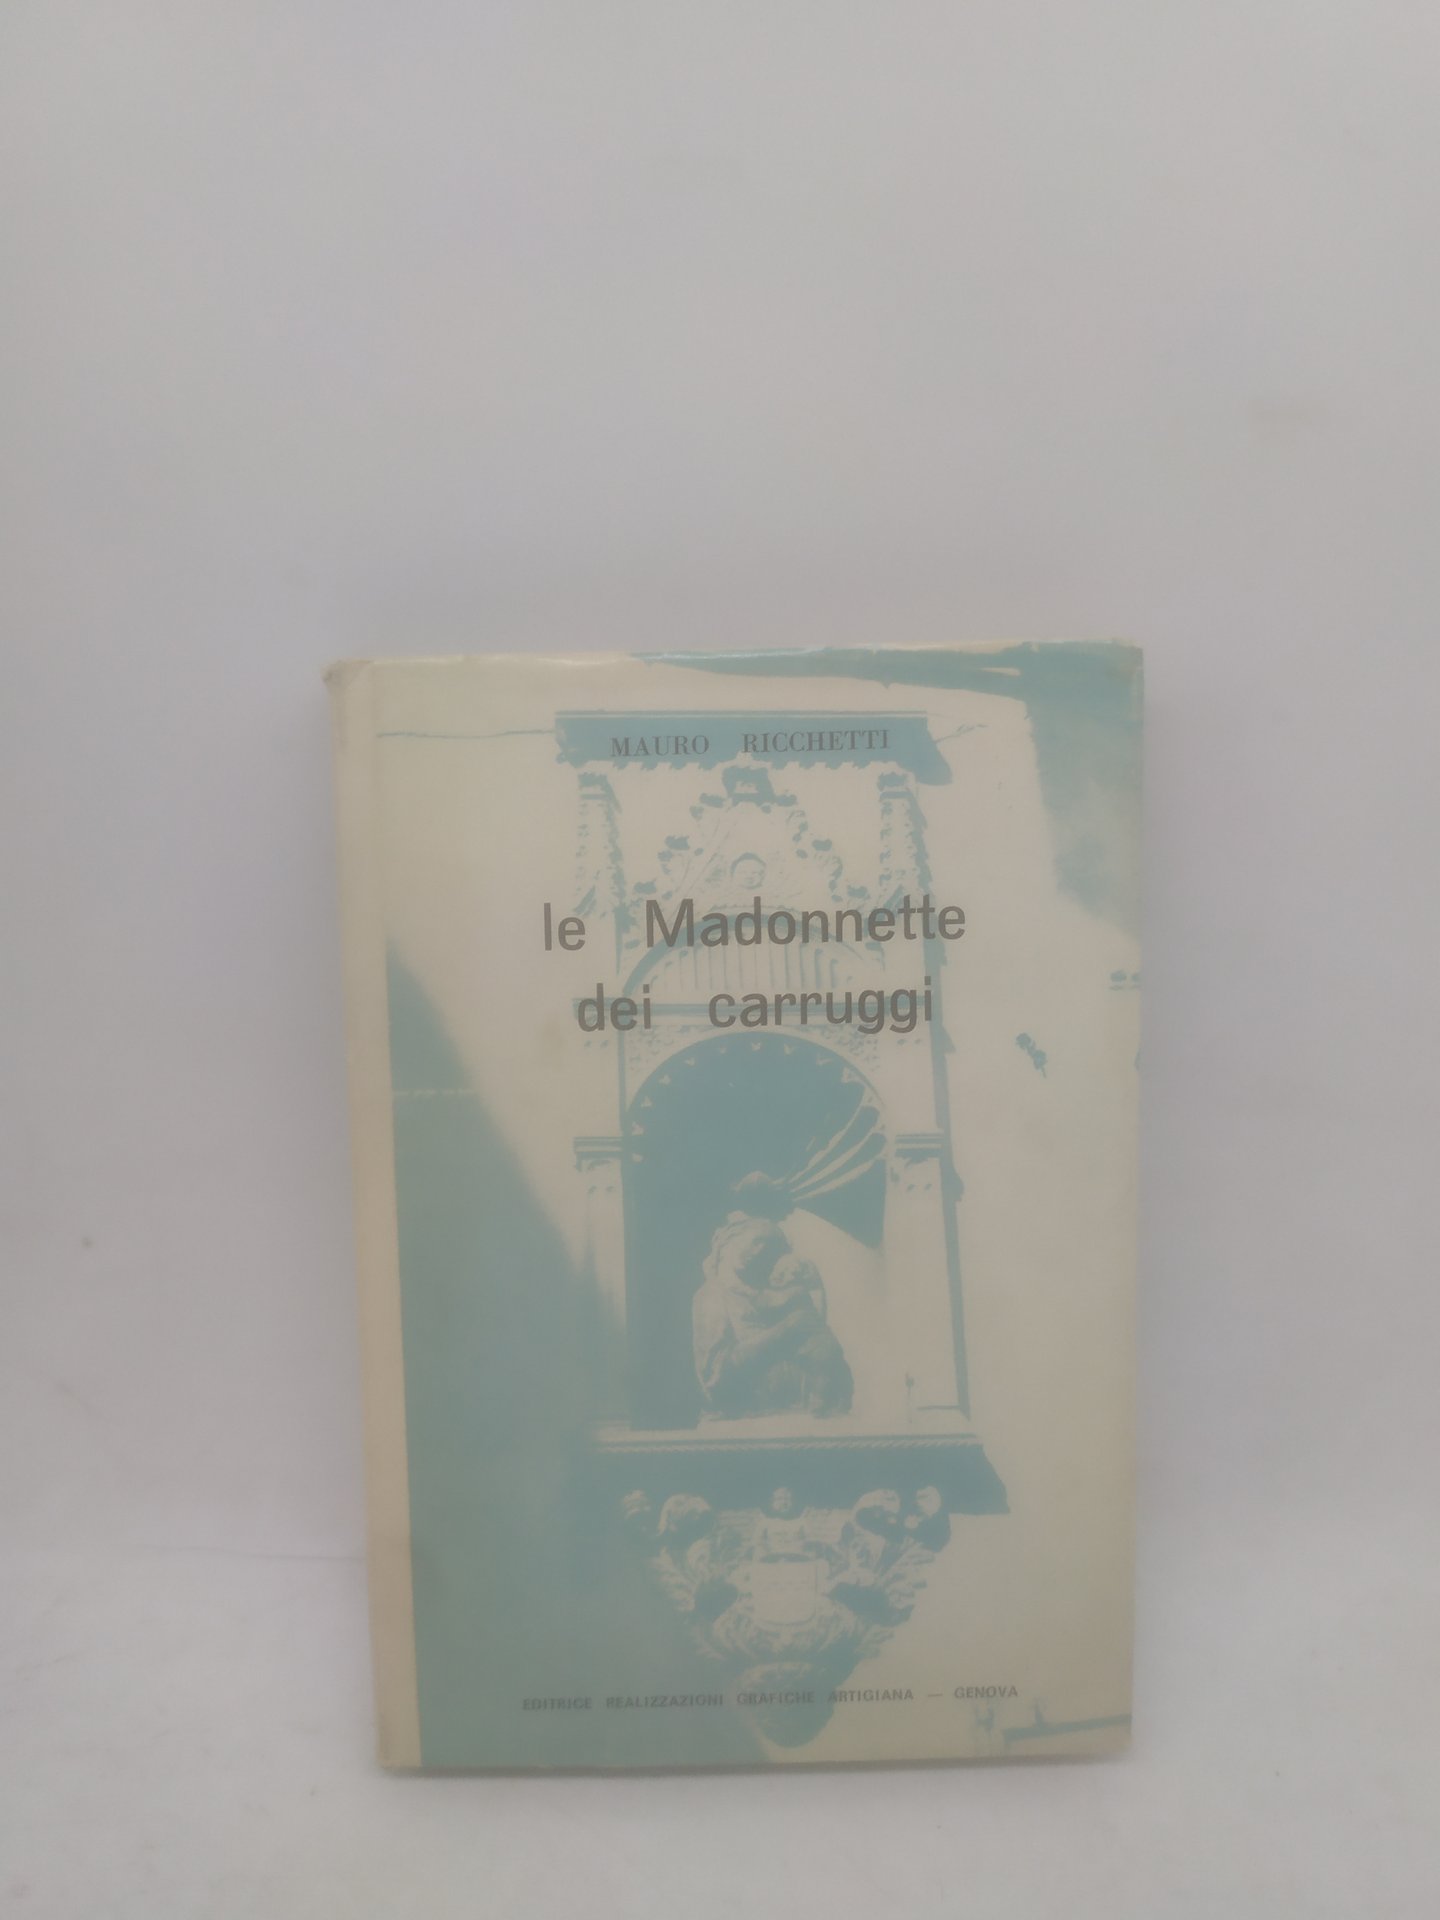 MAURO RICCHETTI
le Madonnette
dei carruggi
EDITRICE REALIZZAZIONI GRAFICHE ARTIGIANA — GENOVA